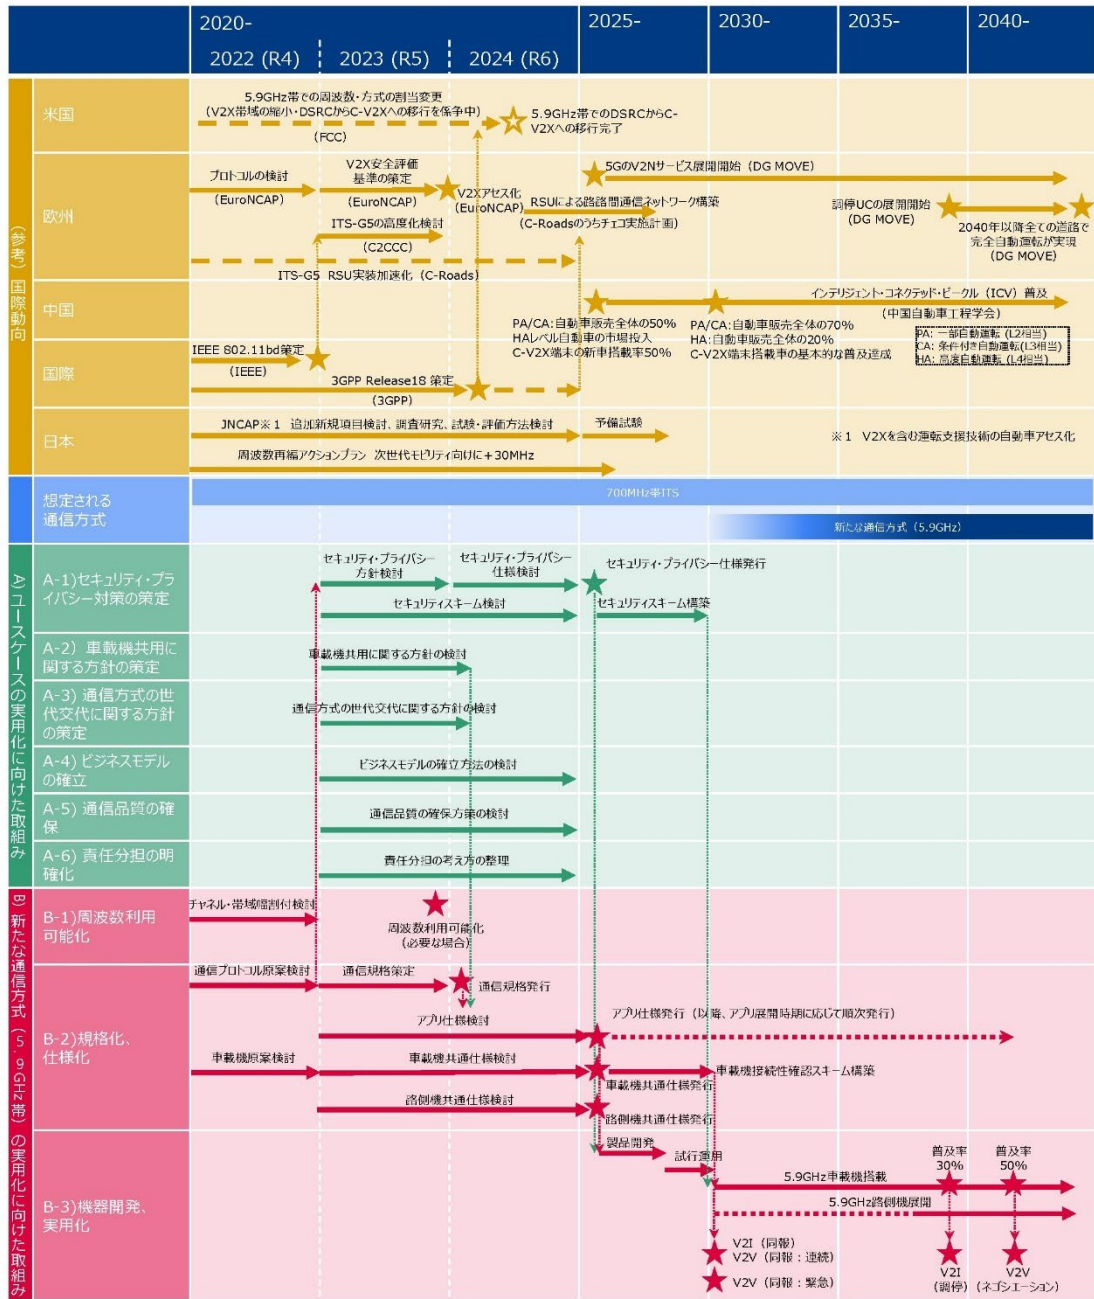 2020-
2025-
2030-
2035-
2040-
2022 (R4)
2023 (R5)
2024 (R6)
(参考) 国際動向
米国
5.9GHz帯での周波数・方式の割当変更
(V2X帯域の縮小・DSRCからC-V2Xへの移行を係争中)
(FCC)
5.9GHz帯でのDSRCからC-
V2Xへの移行完了
欧州
プロトコルの検討
(EuroNCAP)
V2X安全評価
基準の策定
(EuroNCAP)
V2Xアセス化
(EuroNCAP)
ITS-G5の高度化検討
(C2CCC)
ITS-G5 RSU実装加速化 (C-Roads)
5GのV2Nサービス展開開始 (DG MOVE)
RSUによる路路間通信ネットワーク構築
(C-Roadsのうちチェコ実施計画)
調停UCの展開開始
(DG MOVE)
2040年以降全ての道路で
完全自動運転が実現
(DG MOVE)
中国
インテリジェント・コネクテッド・ビークル (ICV) 普及
(中国自動車工程学会)
PA/CA:自動車販売全体の50%
HAレベル自動車の市場投入
C-V2X端末の新車搭載率50%
PA/CA:自動車販売全体の70%
HA:自動車販売全体の20%
C-V2X端末搭載車の基本的な普及達成
PA: 一部自動運転 (L2相当)
CA: 条件付き自動運転(L3相当)
HA: 高度自動運転 (L4相当)
国際
IEEE 802.11bd策定
(IEEE)
3GPP Release18 策定
(3GPP)
日本
JNCAP※1 追加新規項目検討、調査研究、試験・評価方法検討
予備試験
※1 V2Xを含む運転支援技術の自動車アセス化
周波数再編アクションプラン 次世代モビリティ向けに+30MHz
想定される
通信方式
700MHz帯ITS
新たな通信方式 (5.9GHz)
A) ユースケースの実用化に向けた取組み
A-1)セキュリティ・プラ
イバシー対策の策定
セキュリティ・プライバシー
方針検討
セキュリティ・プライバシー
仕様検討
セキュリティ・プライバシー仕様発行
セキュリティスキーム検討
セキュリティスキーム構築
A-2) 車載機共用に
関する方針の策定
車載機共用に関する方針の検討
A-3) 通信方式の世
代交代に関する方針
の策定
通信方式の世代交代に関する方針の検討
A-4) ビジネスモデル
の確立
ビジネスモデルの確立方法の検討
A-5) 通信品質の確
保
通信品質の確保方策の検討
A-6) 責任分担の明
確化
責任分担の考え方の整理
B) 新たな通信方式 (5.9GHz帯) の実用化に向けた取組み
B-1)周波数利用
可能化
チャネル・帯域幅割付検討
周波数利用可能化
(必要な場合)
B-2)規格化、
仕様化
通信プロトコル原案検討
通信規格策定
通信規格発行
アプリ仕様検討
アプリ仕様発行 (以降、アプリ展開時期に応じて順次発行)
車載機原案検討
車載機共通仕様検討
車載機共通仕様発行
車載機接続性確認スキーム構築
路側機共通仕様検討
路側機共通仕様発行
B-3)機器開発、
実用化
製品開発
試行運用
5.9GHz車載機搭載
普及率
30%
普及率
50%
5.9GHz路側機展開
V2I (同報)
V2V (同報:連続)
V2V (同報:緊急)
V2I
(調停)
V2V
(ネゴシエーション)